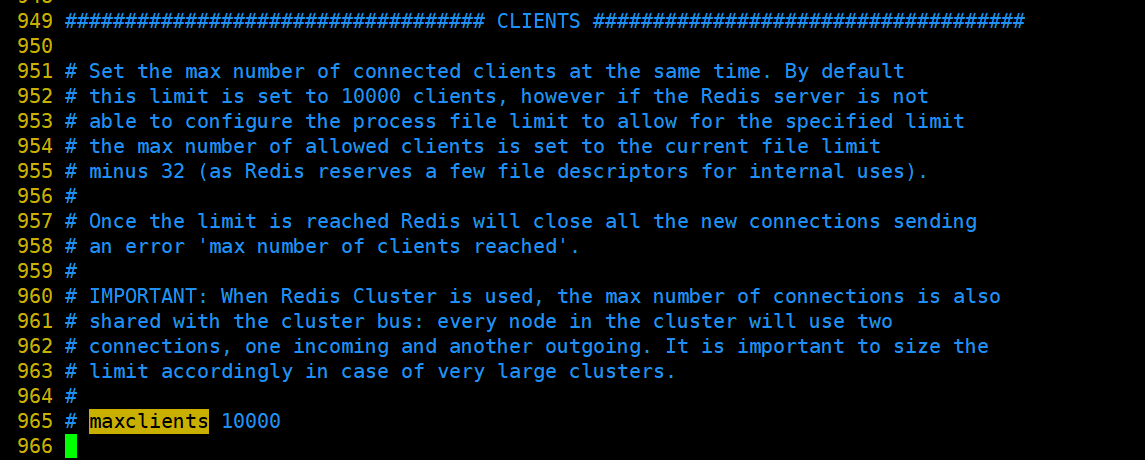 949 ################################### CLIENTS ####################################
950
951 # Set the max number of connected clients at the same time. By default
952 # this limit is set to 10000 clients, however if the Redis server is not
953 # able to configure the process file limit to allow for the specified limit
954 # the max number of allowed clients is set to the current file limit
955 # minus 32 (as Redis reserves a few file descriptors for internal uses).
956 #
957 # Once the limit is reached Redis will close all the new connections sending
958 # an error 'max number of clients reached'.
959 #
960 # IMPORTANT: When Redis Cluster is used, the max number of connections is also
961 # shared with the cluster bus: every node in the cluster will use two
962 # connections, one incoming and another outgoing. It is important to size the
963 # limit accordingly in case of very large clusters.
964 #
965 # maxclients 10000
966